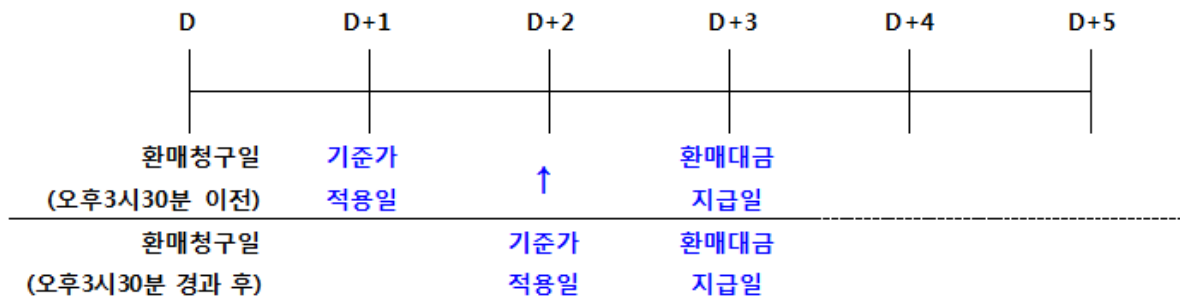 D D+1 D+2 D+3 D+4 D+5
환매청구일 기준가 환매대금
↑
(오후3시30분 이전) 적용일 지급일
환매청구일 기준가 환매대금
(오후3시30분 경과 후) 적용일 지급일